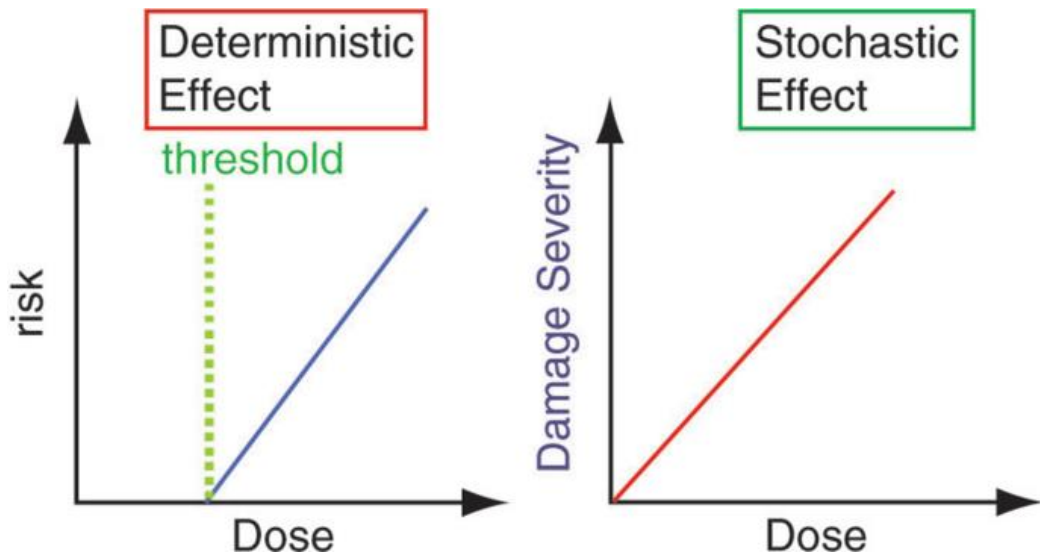 Deterministic
Effect
threshold
risk
Dose
Stochastic
Effect
Damage Severity
Dose